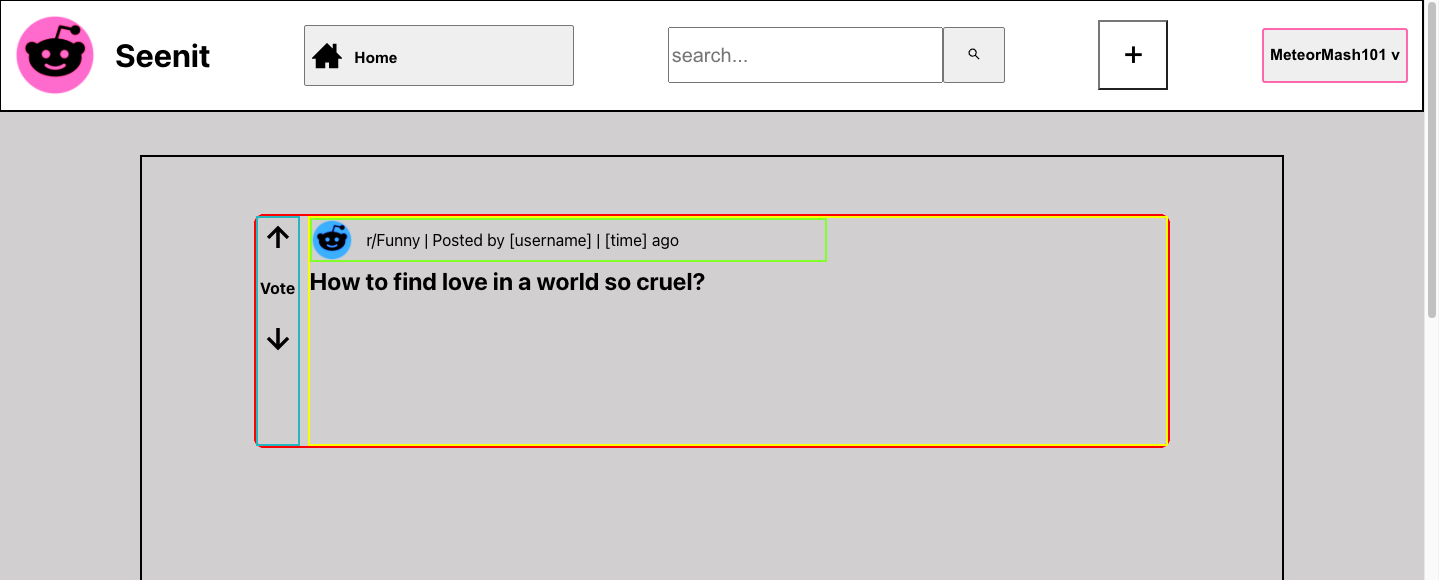 Seenit
Home
search...
+
MeteorMash101 v
r/Funny | Posted by [username] | [time] ago
Vote
How to find love in a world so cruel?